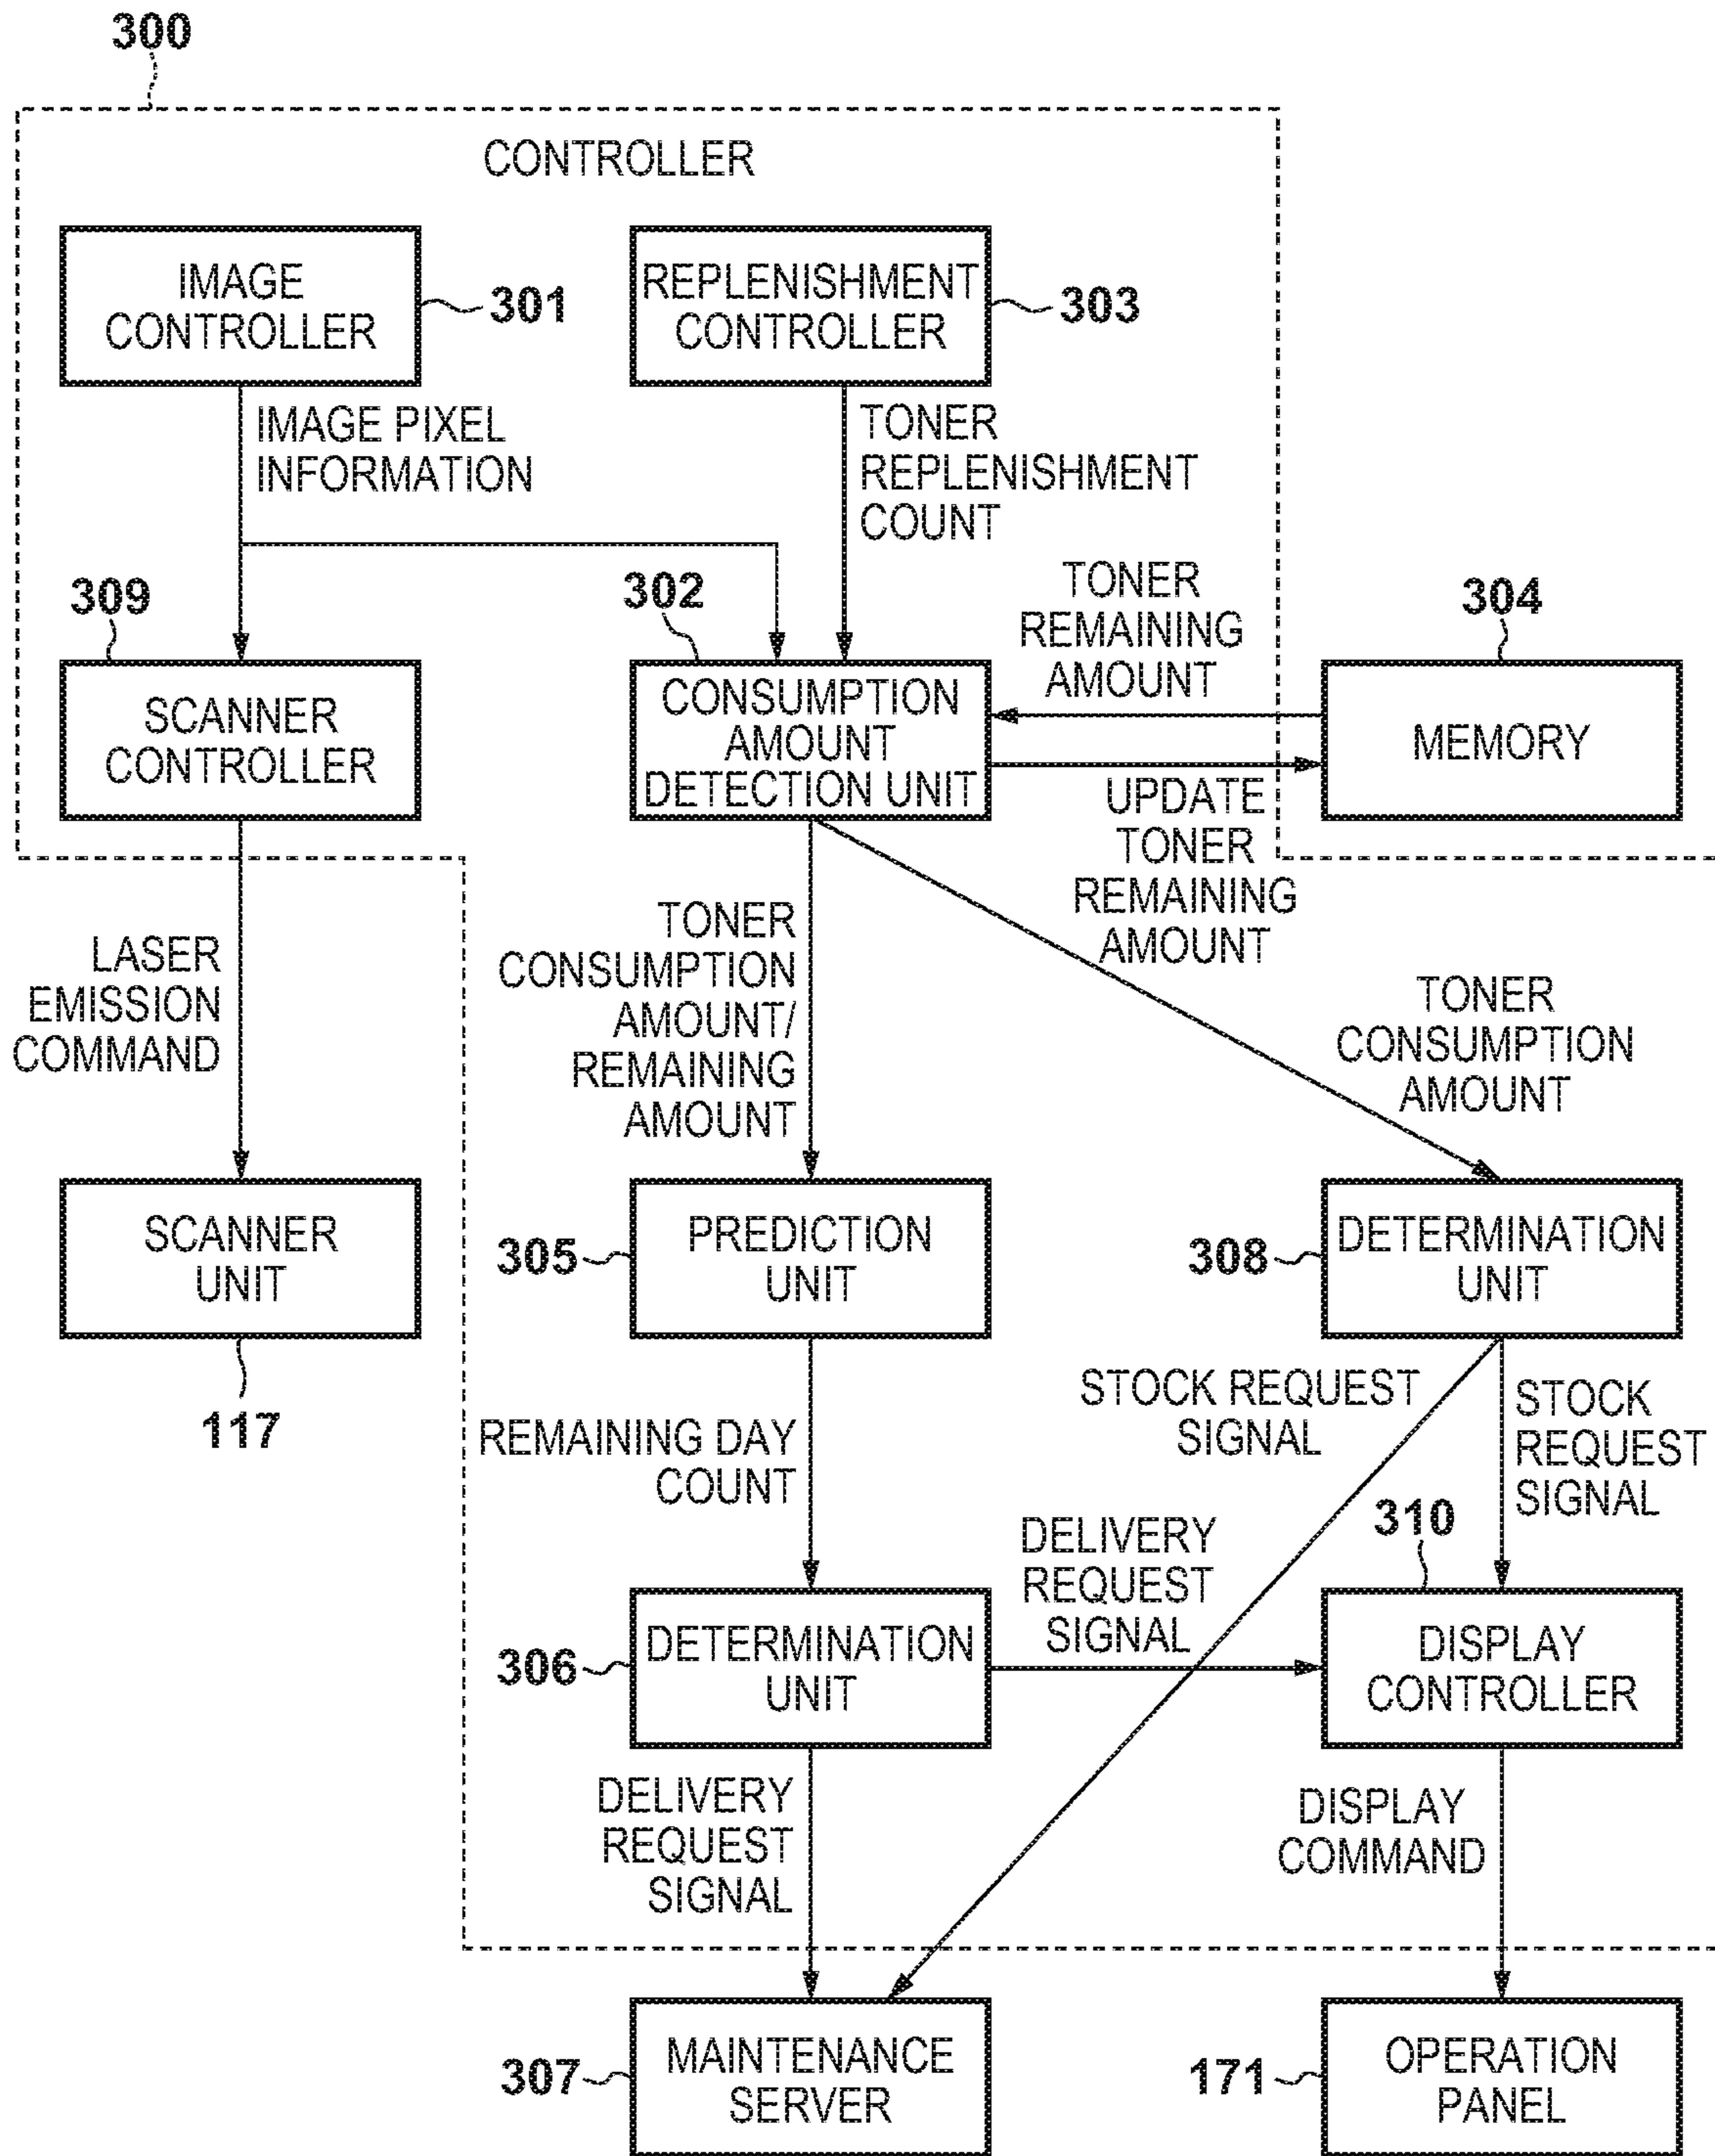 300
CONTROLLER
IMAGE
CONTROLLER
301
REPLENISHMENT
CONTROLLER
303
IMAGE PIXEL
INFORMATION
TONER
REPLENISHMENT
COUNT
309
302
TONER
REMAINING
AMOUNT
304
SCANNER
CONTROLLER
CONSUMPTION
AMOUNT
DETECTION UNIT
MEMORY
UPDATE
TONER
REMAINING
AMOUNT
LASER
EMISSION
COMMAND
TONER
CONSUMPTION
AMOUNT/
REMAINING
AMOUNT
TONER
CONSUMPTION
AMOUNT
SCANNER
UNIT
117
305
PREDICTION
UNIT
308
DETERMINATION
UNIT
REMAINING DAY
COUNT
STOCK REQUEST
SIGNAL
STOCK
REQUEST
SIGNAL
310
DELIVERY
REQUEST
SIGNAL
306
DETERMINATION
UNIT
DISPLAY
CONTROLLER
DELIVERY
REQUEST
SIGNAL
DISPLAY
COMMAND
307
MAINTENANCE
SERVER
171
OPERATION
PANEL